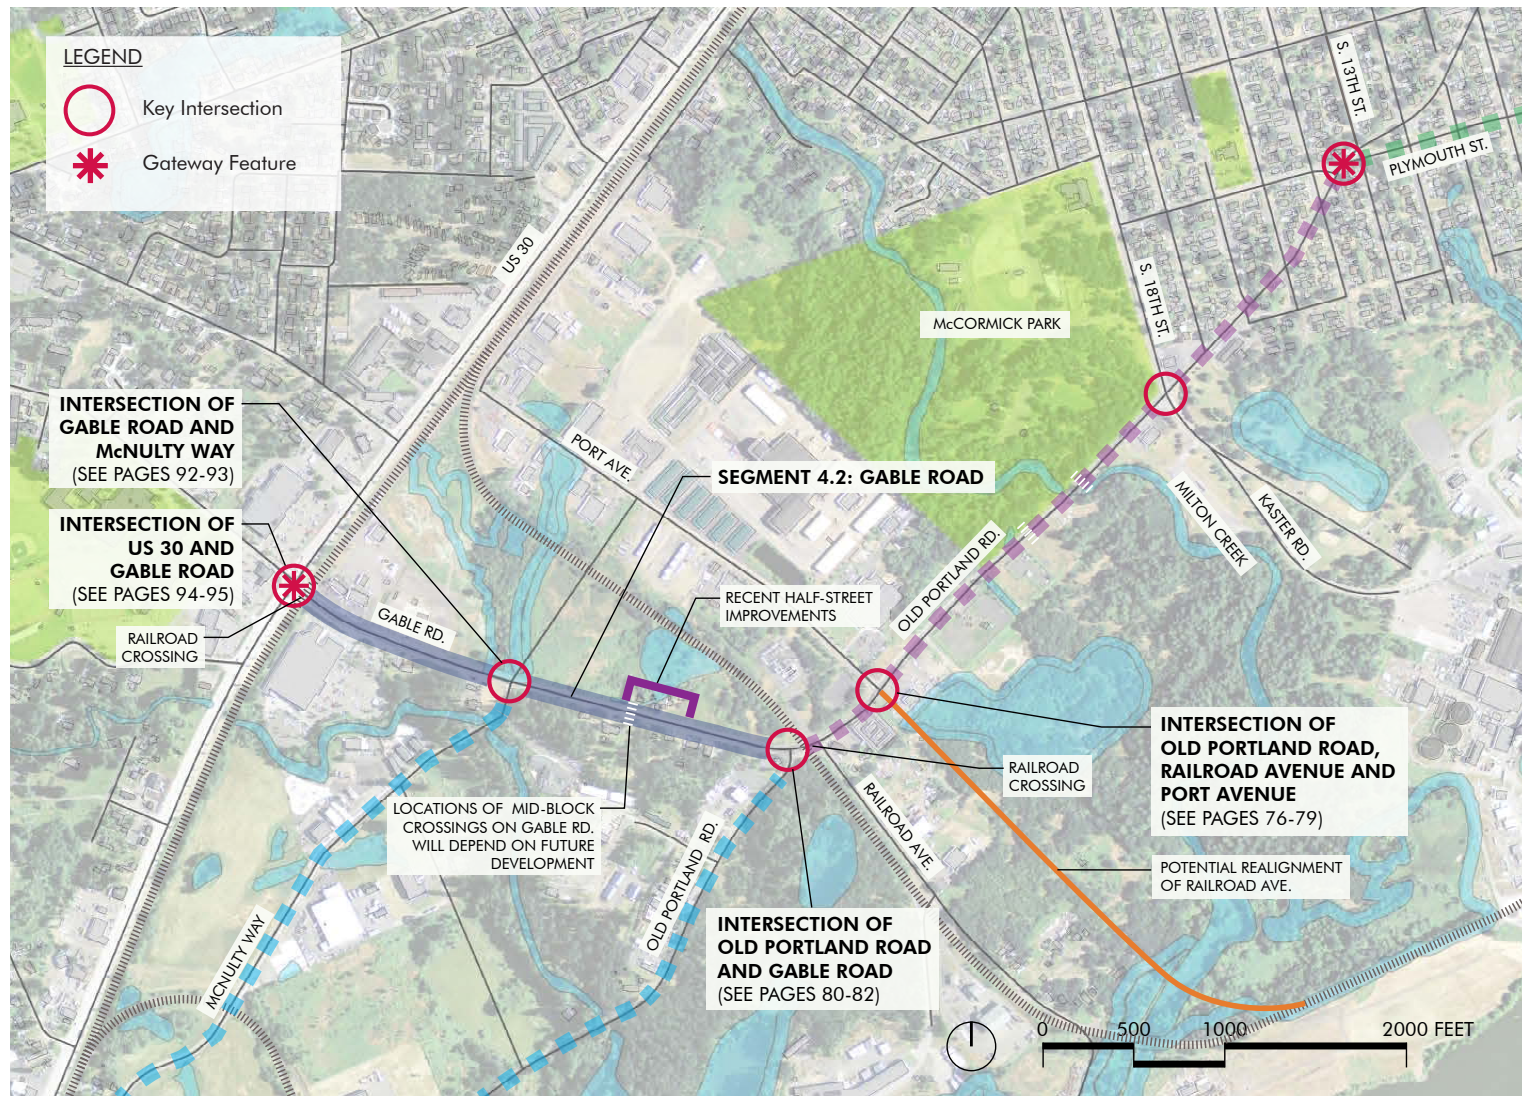 LEGEND
Key Intersection
Gateway Feature
S. 13TH ST.
PLYMOUTH ST.
US 30
S. 18TH ST.
McCORMICK PARK
INTERSECTION OF
GABLE ROAD AND
McNULTY WAY
(SEE PAGES 92-93)
PORT AVE.
SEGMENT 4.2: GABLE ROAD
MILTON CREEK
KASTER RD.
INTERSECTION OF
US 30 AND
GABLE ROAD
(SEE PAGES 94-95)
OLD PORTLAND RD.
RECENT HALF-STREET
IMPROVEMENTS
GABLE RD.
RAILROAD
CROSSING
INTERSECTION OF
OLD PORTLAND ROAD,
RAILROAD AVENUE AND
PORT AVENUE
(SEE PAGES 76-79)
RAILROAD
CROSSING
RAILROAD AVE.
LOCATIONS OF MID-BLOCK
CROSSINGS ON GABLE RD.
WILL DEPEND ON FUTURE
DEVELOPMENT
OLD PORTLAND RD.
POTENTIAL REALIGNMENT
OF RAILROAD AVE.
MCNULTY WAY
INTERSECTION OF
OLD PORTLAND ROAD
AND GABLE ROAD
(SEE PAGES 80-82)
0 500 1000 2000 FEET